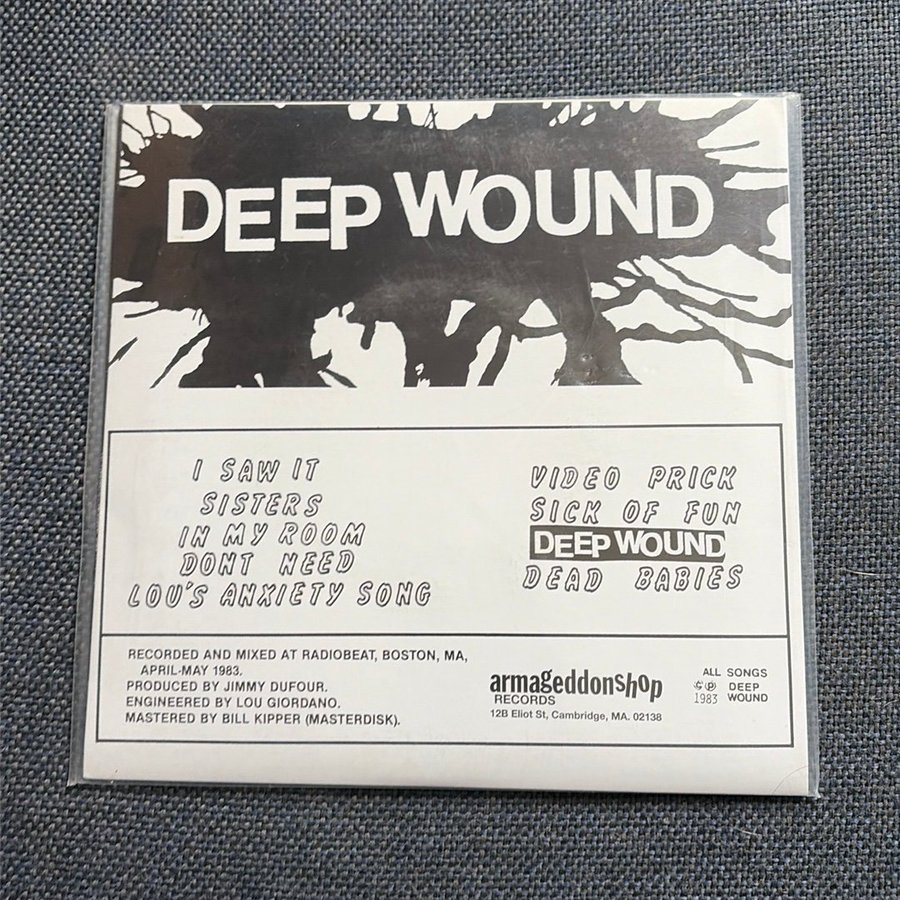 DEEP WOUND
I SAW IT
SISTERS
IN MY ROOM
DONT NEED
LOU'S ANXIETY SONG
VIDEO PRICK
SICK OF FUN
DEEP WOUND
DEAD BABIES
RECORDED AND MIXED AT RADIOBEAT, BOSTON, MA,
APRIL-MAY 1983.
PRODUCED BY JIMMY DUFOUR.
ENGINEERED BY LOU GIORDANO.
MASTERED BY BILL KIPPER (MASTERDISK).
armageddonshop
RECORDS
12B Eliot St, Cambridge, MA. 02138
ALL SONGS
© ℗ DEEP
1983 WOUND